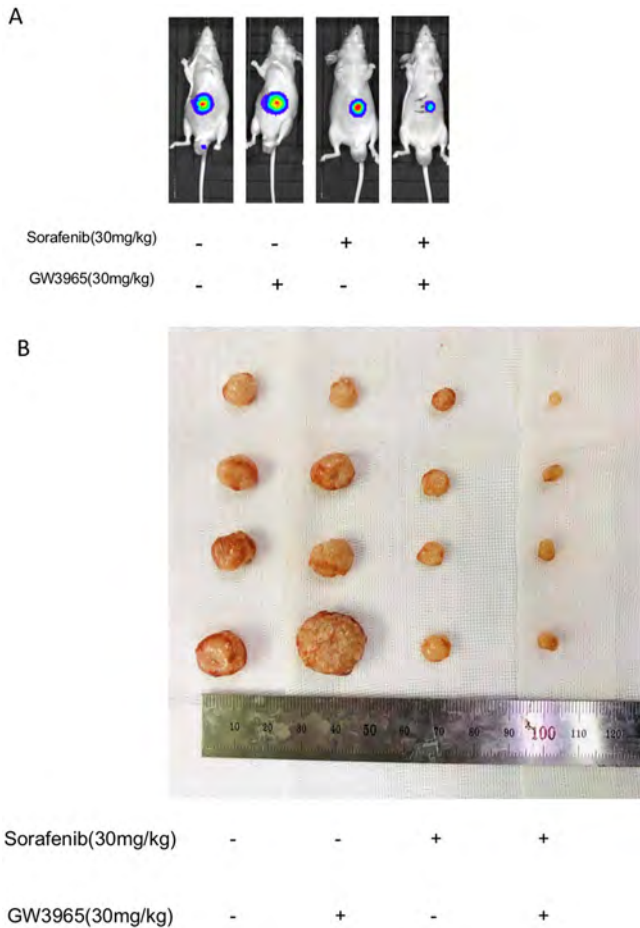 A
Sorafenib(30mg/kg) - - + +
GW3965(30mg/kg) - + - +
B
10 20 30 40 50 60 70 80 90 100 110 120
Sorafenib(30mg/kg) - - + +
GW3965(30mg/kg) - + - +